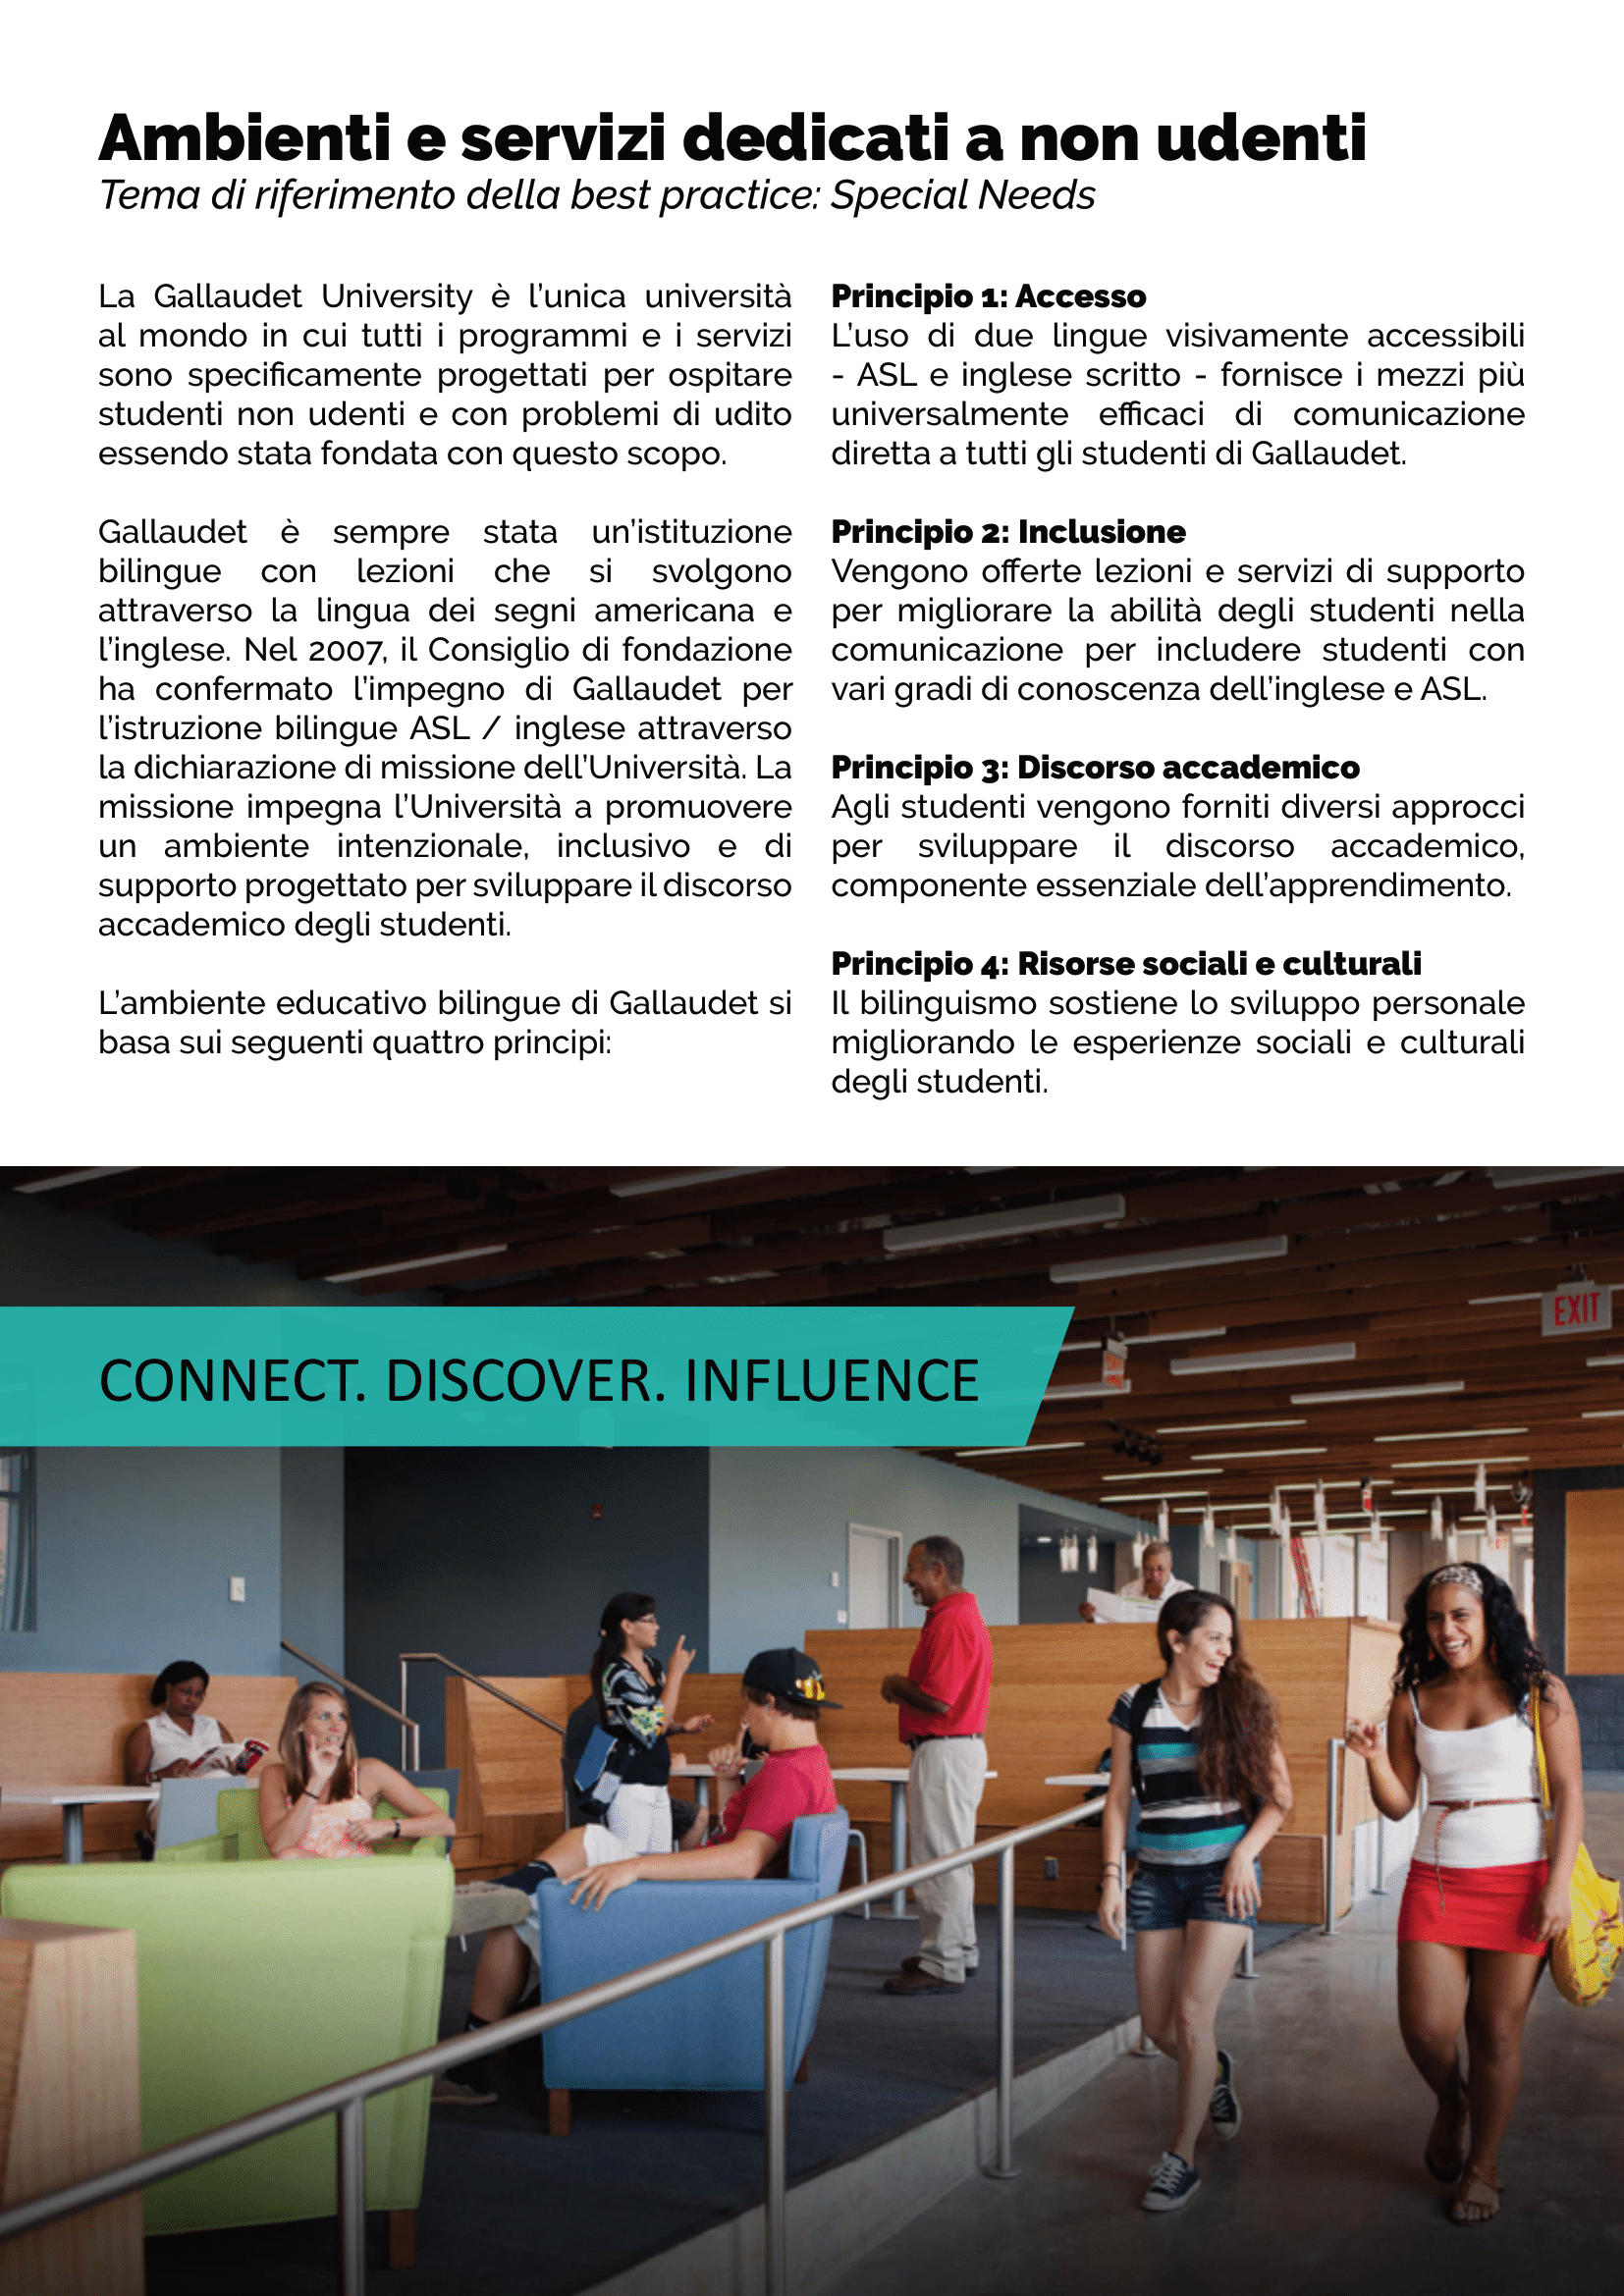 Ambienti e servizi dedicati a non udenti
Tema di riferimento della best practice: Special Needs
La Gallaudet University è l'unica università
al mondo in cui tutti i programmi e i servizi
sono specificamente progettati per ospitare
studenti non udenti e con problemi di udito
essendo stata fondata con questo scopo.
Gallaudet è sempre stata un'istituzione
bilingue con lezioni che si svolgono
attraverso la lingua dei segni americana e
l'inglese. Nel 2007, il Consiglio di fondazione
ha confermato l'impegno di Gallaudet per
l'istruzione bilingue ASL / inglese attraverso
la dichiarazione di missione dell'Università. La
missione impegna l'Università a promuovere
un ambiente intenzionale, inclusivo e di
supporto progettato per sviluppare il discorso
accademico degli studenti.
L'ambiente educativo bilingue di Gallaudet si
basa sui seguenti quattro principi:
Principio 1: Accesso
L'uso di due lingue visivamente accessibili
- ASL e inglese scritto - fornisce i mezzi più
universalmente efficaci di comunicazione
diretta a tutti gli studenti di Gallaudet.
Principio 2: Inclusione
Vengono offerte lezioni e servizi di supporto
per migliorare la abilità degli studenti nella
comunicazione per includere studenti con
vari gradi di conoscenza dell'inglese e ASL.
Principio 3: Discorso accademico
Agli studenti vengono forniti diversi approcci
per sviluppare il discorso accademico,
componente essenziale dell'apprendimento.
Principio 4: Risorse sociali e culturali
Il bilinguismo sostiene lo sviluppo personale
migliorando le esperienze sociali e culturali
degli studenti.
EXIT
CONNECT. DISCOVER. INFLUENCE